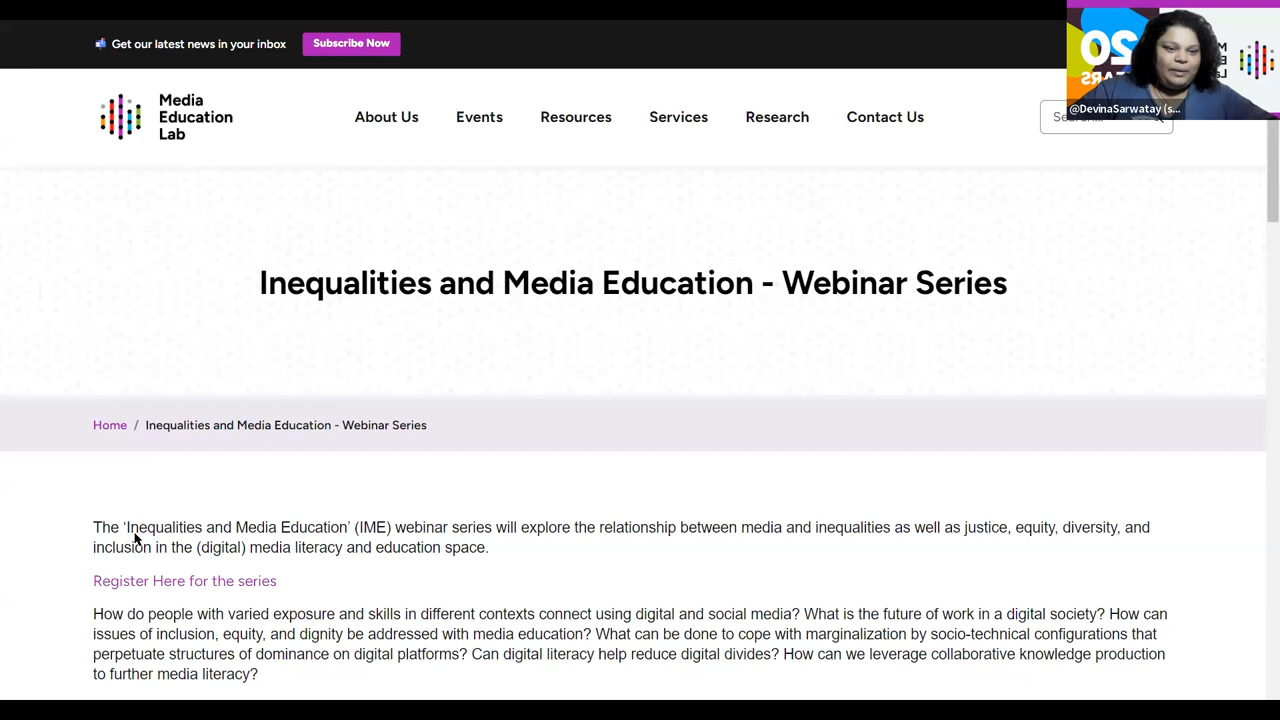 📬 Get our latest news in your inbox
Subscribe Now
@DevinaSarwatay (s...
Media
Education
Lab
About Us
Events
Resources
Services
Research
Contact Us
Inequalities and Media Education - Webinar Series
Home / Inequalities and Media Education - Webinar Series
The ‘Inequalities and Media Education’ (IME) webinar series will explore the relationship between media and inequalities as well as justice, equity, diversity, and
inclusion in the (digital) media literacy and education space.
Register Here for the series
How do people with varied exposure and skills in different contexts connect using digital and social media? What is the future of work in a digital society? How can
issues of inclusion, equity, and dignity be addressed with media education? What can be done to cope with marginalization by socio-technical configurations that
perpetuate structures of dominance on digital platforms? Can digital literacy help reduce digital divides? How can we leverage collaborative knowledge production
to further media literacy?